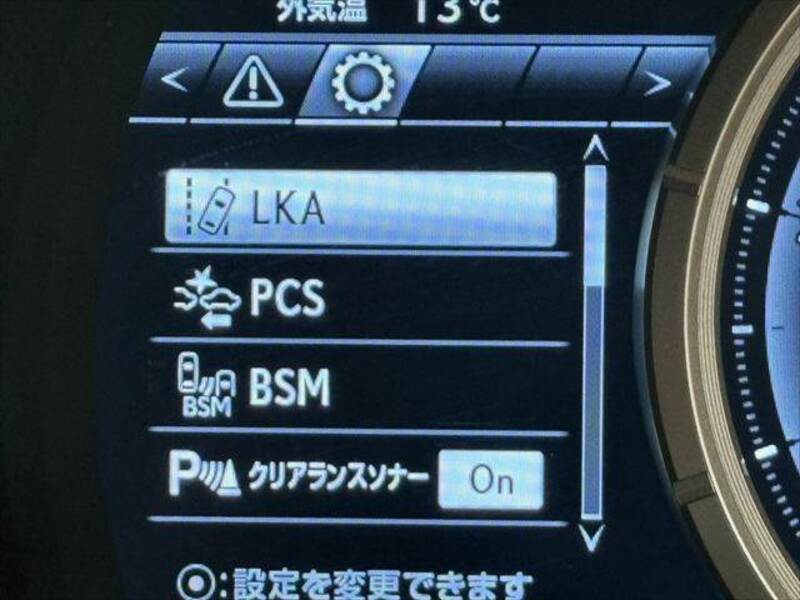 外気温 13℃
LKA
PCS
BSM BSM
P クリアランスソナー On
⦿:設定を変更できます